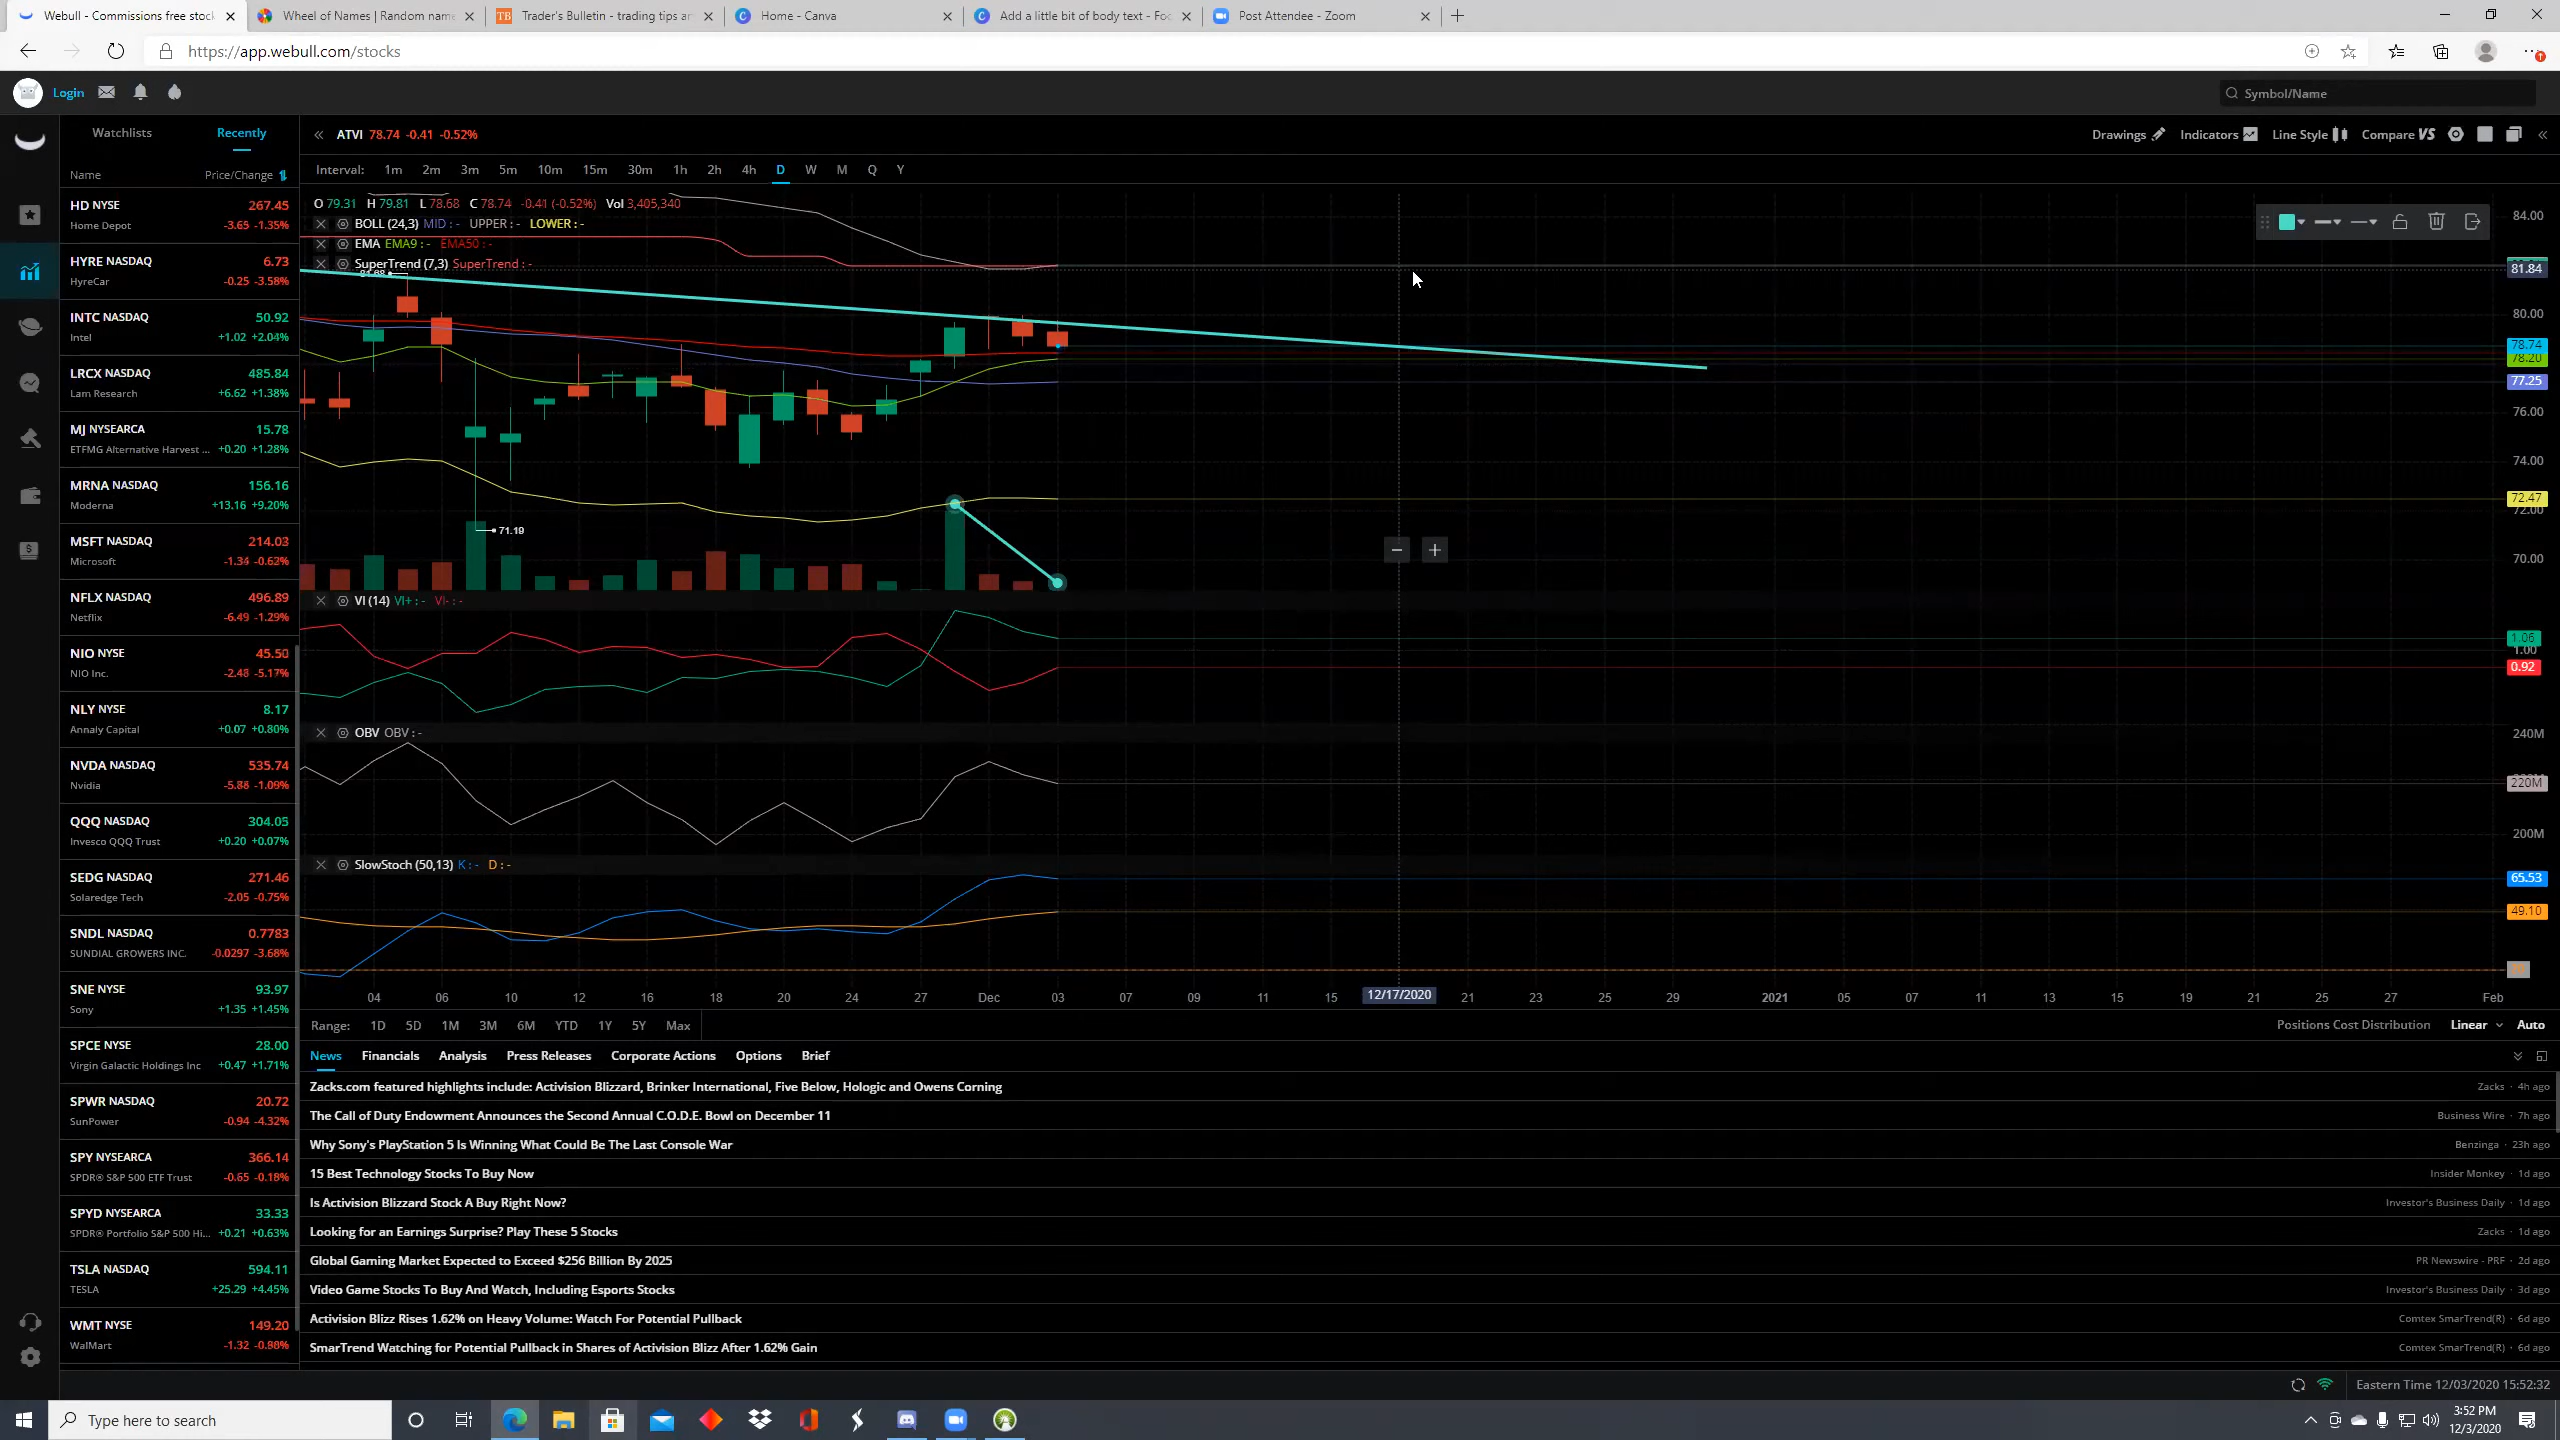 Webull - Commissions free stoc
Wheel of Names | Random name
Trader's Bulletin - trading tips ar
Home - Canva
Add a little bit of body text - Foc
Post Attendee - Zoom
https://app.webull.com/stocks
Login
Symbol/Name
Watchlists Recently
ATVI 78.74 -0.41 -0.52%
Drawings Indicators Line Style Compare VS
Name Price/Change
Interval: 1m 2m 3m 5m 10m 15m 30m 1h 2h 4h D W M Q Y
HD NYSE 267.45
Home Depot -3.65 -1.35%
HYRE NASDAQ 6.73
HyreCar -0.25 -3.58%
INTC NASDAQ 50.92
Intel +1.02 +2.04%
LRCX NASDAQ 485.84
Lam Research +6.62 +1.38%
MJ NYSEARCA 15.78
ETFMG Alternative Harvest ... +0.20 +1.28%
MRNA NASDAQ 156.16
Moderna +13.16 +9.20%
MSFT NASDAQ 214.03
Microsoft -1.34 -0.62%
NFLX NASDAQ 496.89
Netflix -6.49 -1.29%
NIO NYSE 45.50
NIO Inc. -2.48 -5.17%
NLY NYSE 8.17
Annaly Capital +0.07 +0.80%
NVDA NASDAQ 535.74
Nvidia -5.88 -1.09%
QQQ NASDAQ 304.05
Invesco QQQ Trust +0.20 +0.07%
SEDG NASDAQ 271.46
Solaredge Tech -2.05 -0.75%
SNDL NASDAQ 0.7783
SUNDIAL GROWERS INC. -0.0297 -3.68%
SNE NYSE 93.97
Sony +1.35 +1.45%
SPCE NYSE 28.00
Virgin Galactic Holdings Inc +0.47 +1.71%
SPWR NASDAQ 20.72
SunPower -0.94 -4.32%
SPY NYSEARCA 366.14
SPDR® S&P 500 ETF Trust -0.65 -0.18%
SPYD NYSEARCA 33.33
SPDR® Portfolio S&P 500 Hi... +0.21 +0.63%
TSLA NASDAQ 594.11
TESLA +25.29 +4.45%
WMT NYSE 149.20
WalMart -1.32 -0.88%
O 79.31 H 79.81 L 78.68 C 78.74 -0.41 (-0.52%) Vol 3,405,340
BOLL (24,3) MID : - UPPER : - LOWER : -
EMA EMA9 : - EMA50 : -
SuperTrend (7,3) SuperTrend : -
71.19
84.00
81.84
80.00
78.74
78.20
77.25
76.00
74.00
72.47
72.00
70.00
VI (14) VI+ : - VI- : -
1.06
1.00
0.92
OBV OBV : -
240M
220M
200M
SlowStoch (50,13) K : - D : -
65.53
49.10
04 06 10 12 16 18 20 24 27 Dec 03 07 09 11 15 12/17/2020 21 23 25 29 2021 05 07 11 13 15 19 21 25 27 Feb
Range: 1D 5D 1M 3M 6M YTD 1Y 5Y Max
Positions Cost Distribution Linear Auto
News Financials Analysis Press Releases Corporate Actions Options Brief
Zacks.com featured highlights include: Activision Blizzard, Brinker International, Five Below, Hologic and Owens Corning Zacks · 4h ago
The Call of Duty Endowment Announces the Second Annual C.O.D.E. Bowl on December 11 Business Wire · 7h ago
Why Sony's PlayStation 5 Is Winning What Could Be The Last Console War Benzinga · 23h ago
15 Best Technology Stocks To Buy Now Insider Monkey · 1d ago
Is Activision Blizzard Stock A Buy Right Now? Investor's Business Daily · 1d ago
Looking for an Earnings Surprise? Play These 5 Stocks Zacks · 1d ago
Global Gaming Market Expected to Exceed $256 Billion By 2025 PR Newswire - PRF · 2d ago
Video Game Stocks To Buy And Watch, Including Esports Stocks Investor's Business Daily · 3d ago
Activision Blizz Rises 1.62% on Heavy Volume: Watch For Potential Pullback Comtex SmarTrend(R) · 6d ago
SmarTrend Watching for Potential Pullback in Shares of Activision Blizz After 1.62% Gain Comtex SmarTrend(R) · 6d ago
Eastern Time 12/03/2020 15:52:32
Type here to search
3:52 PM
12/3/2020